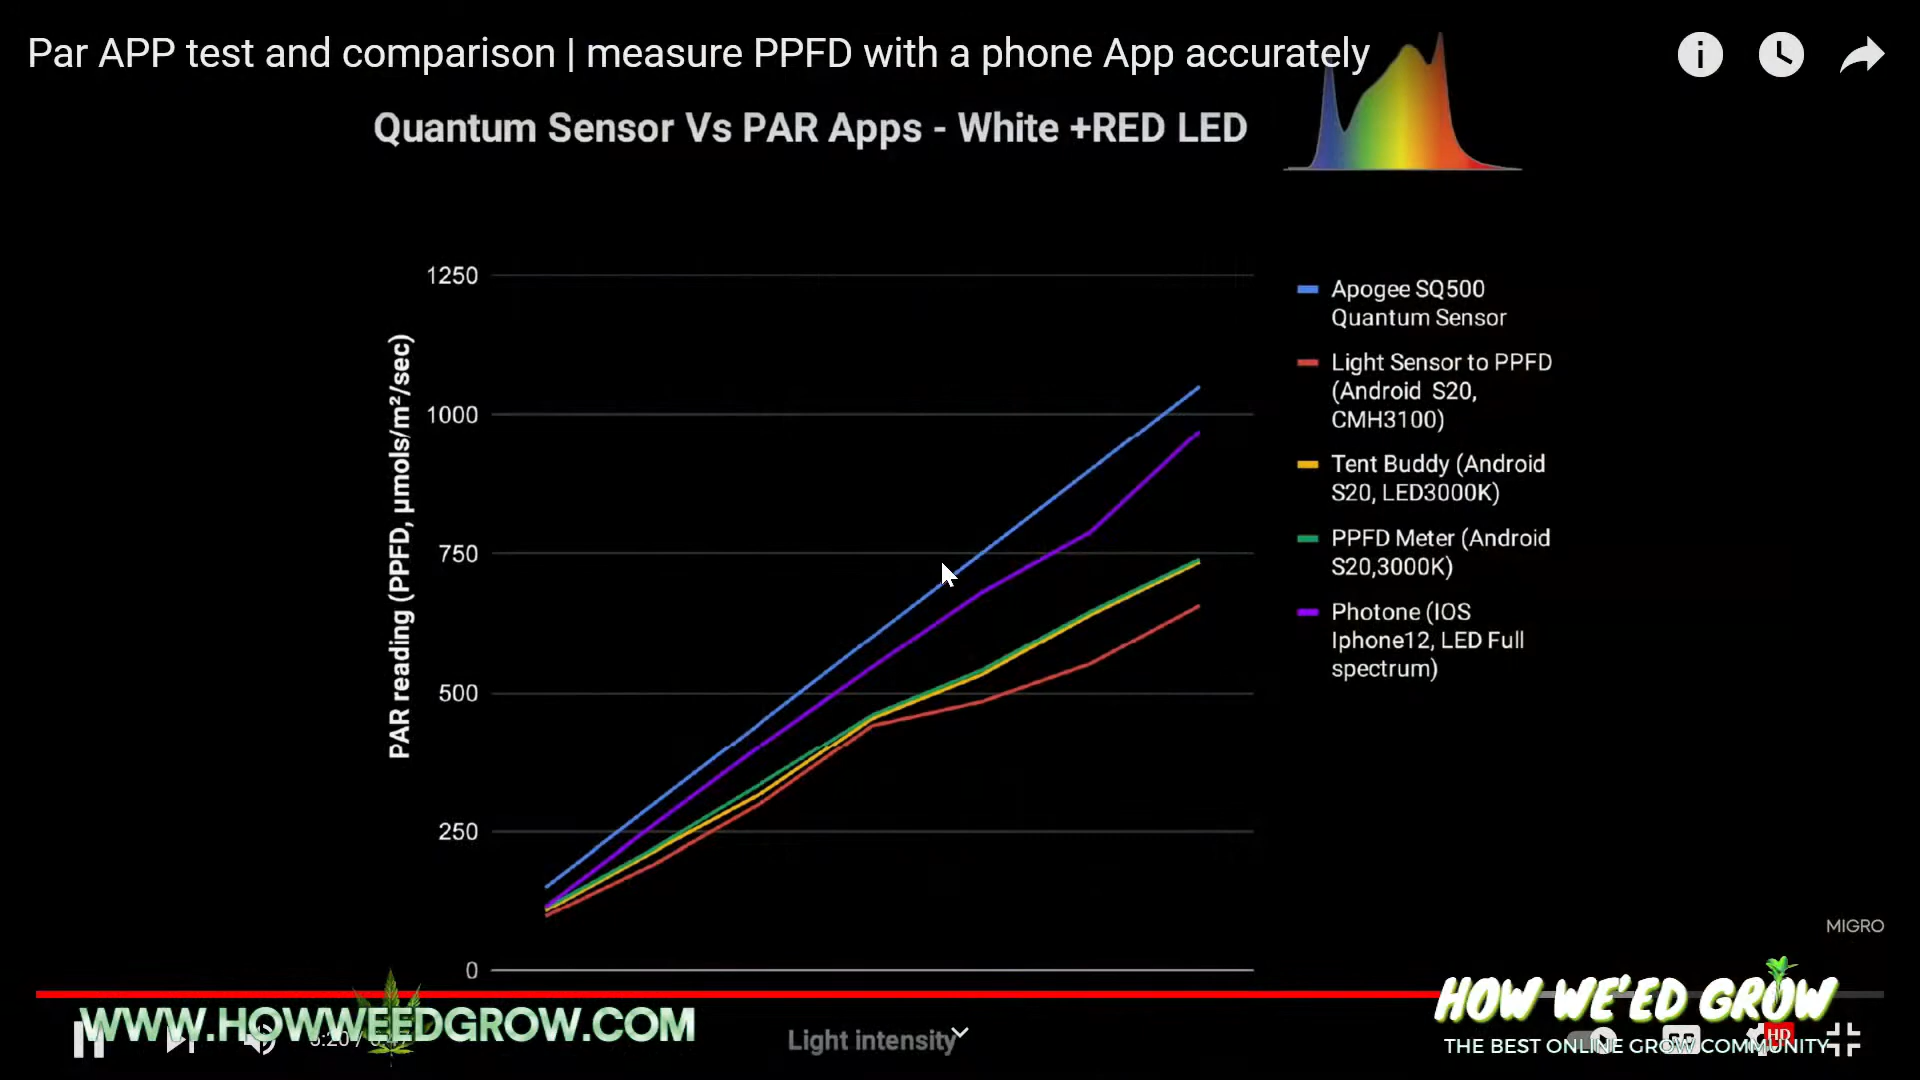 Par APP test and comparison | measure PPFD with a phone App accurately
Quantum Sensor Vs PAR Apps - White +RED LED
1250
1000
750
500
250
0
PAR reading (PPFD, µmols/m²/sec)
Apogee SQ500
Quantum Sensor
Light Sensor to PPFD
(Android S20,
CMH3100)
Tent Buddy (Android
S20, LED3000K)
PPFD Meter (Android
S20,3000K)
Photone (IOS
Iphone12, LED Full
spectrum)
MIGRO
WWW.HOWWEEDGROW.COM
Light intensity
HOW WE'ED GROW
HD
THE BEST ONLINE GROW COMMUNITY